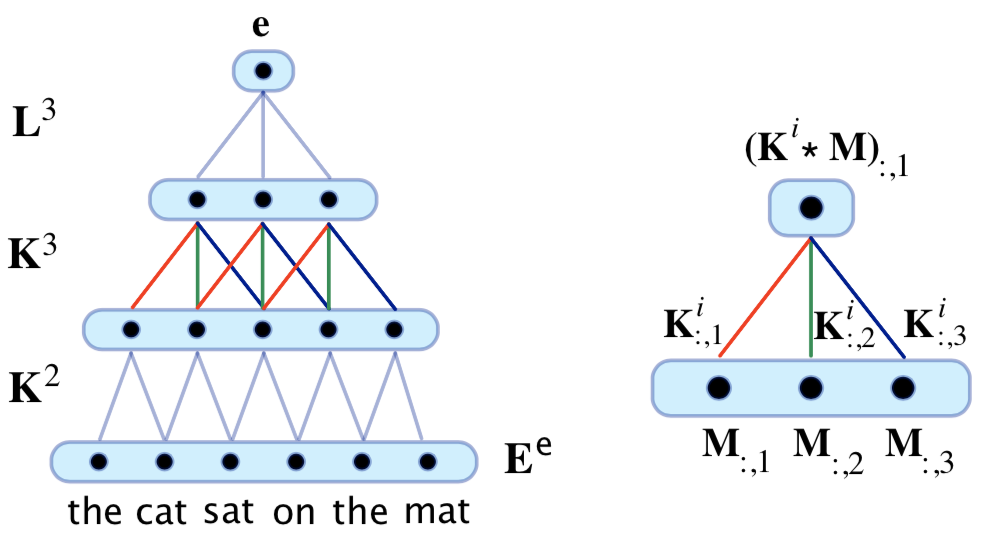 e
L³
K³
K²
Eᵉ
the cat sat on the mat
(Kⁱ ⋆ M):,1
Kⁱ:,1 Kⁱ:,2 Kⁱ:,3
M:,1 M:,2 M:,3